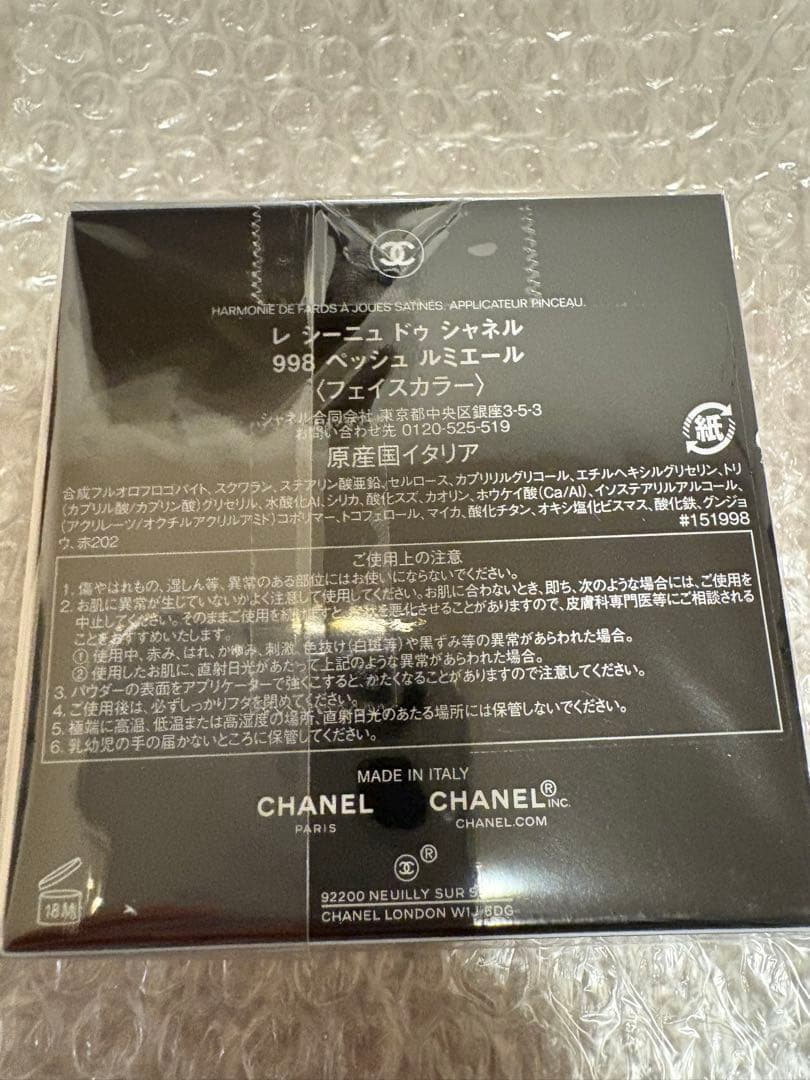 HARMONIE DE FARDS À JOUES SATINÉS. APPLICATEUR PINCEAU.
レ シーニュ ドゥ シャネル
998 ペッシュ ルミエール
〈フェイスカラー〉
シャネル合同会社 東京都中央区銀座3-5-3
お問い合わせ先 0120-525-519
紙
原産国イタリア
合成フルオロフロゴパイト、スクワラン、ステアリン酸亜鉛、セルロース、カプリリルグリコール、エチルヘキシルグリセリン、トリ
(カプリル酸/カプリン酸)グリセリル、水酸化Al、シリカ、酸化スズ、カオリン、ホウケイ酸(Ca/Al)、イソステアリルアルコール、
(アクリレーツ/オクチルアクリルアミド)コポリマー、トコフェロール、マイカ、酸化チタン、オキシ塩化ビスマス、酸化鉄、グンジョ
ウ、赤202
#151998
ご使用上の注意
1. 傷やはれもの、湿しん等、異常のある部位にはお使いにならないでください。
2. お肌に異常が生じていないかよく注意して使用してください。お肌に合わないとき、即ち、次のような場合には、ご使用を
中止してください。そのまま使用を続けますと、症状を悪化させることがありますので、皮膚科専門医等にご相談される
ことをおすすめいたします。
① 使用中、赤み、はれ、かゆみ、刺激、色抜け(白斑等)や黒ずみ等の異常があらわれた場合。
② 使用したお肌に、直射日光があたって上記のような異常があらわれた場合。
3. パウダーの表面をアプリケーターで強くこすると、かたくなることがありますので注意してください。
4. ご使用後は、必ずしっかりフタを閉めてください。
5. 極端に高温、低温または高湿度の場所、直射日光のあたる場所には保管しないでください。
6. 乳幼児の手の届かないところに保管してください。
MADE IN ITALY
CHANEL CHANEL® INC.
PARIS CHANEL.COM
®
18M
92200 NEUILLY SUR
CHANEL LONDON W1J 6DG